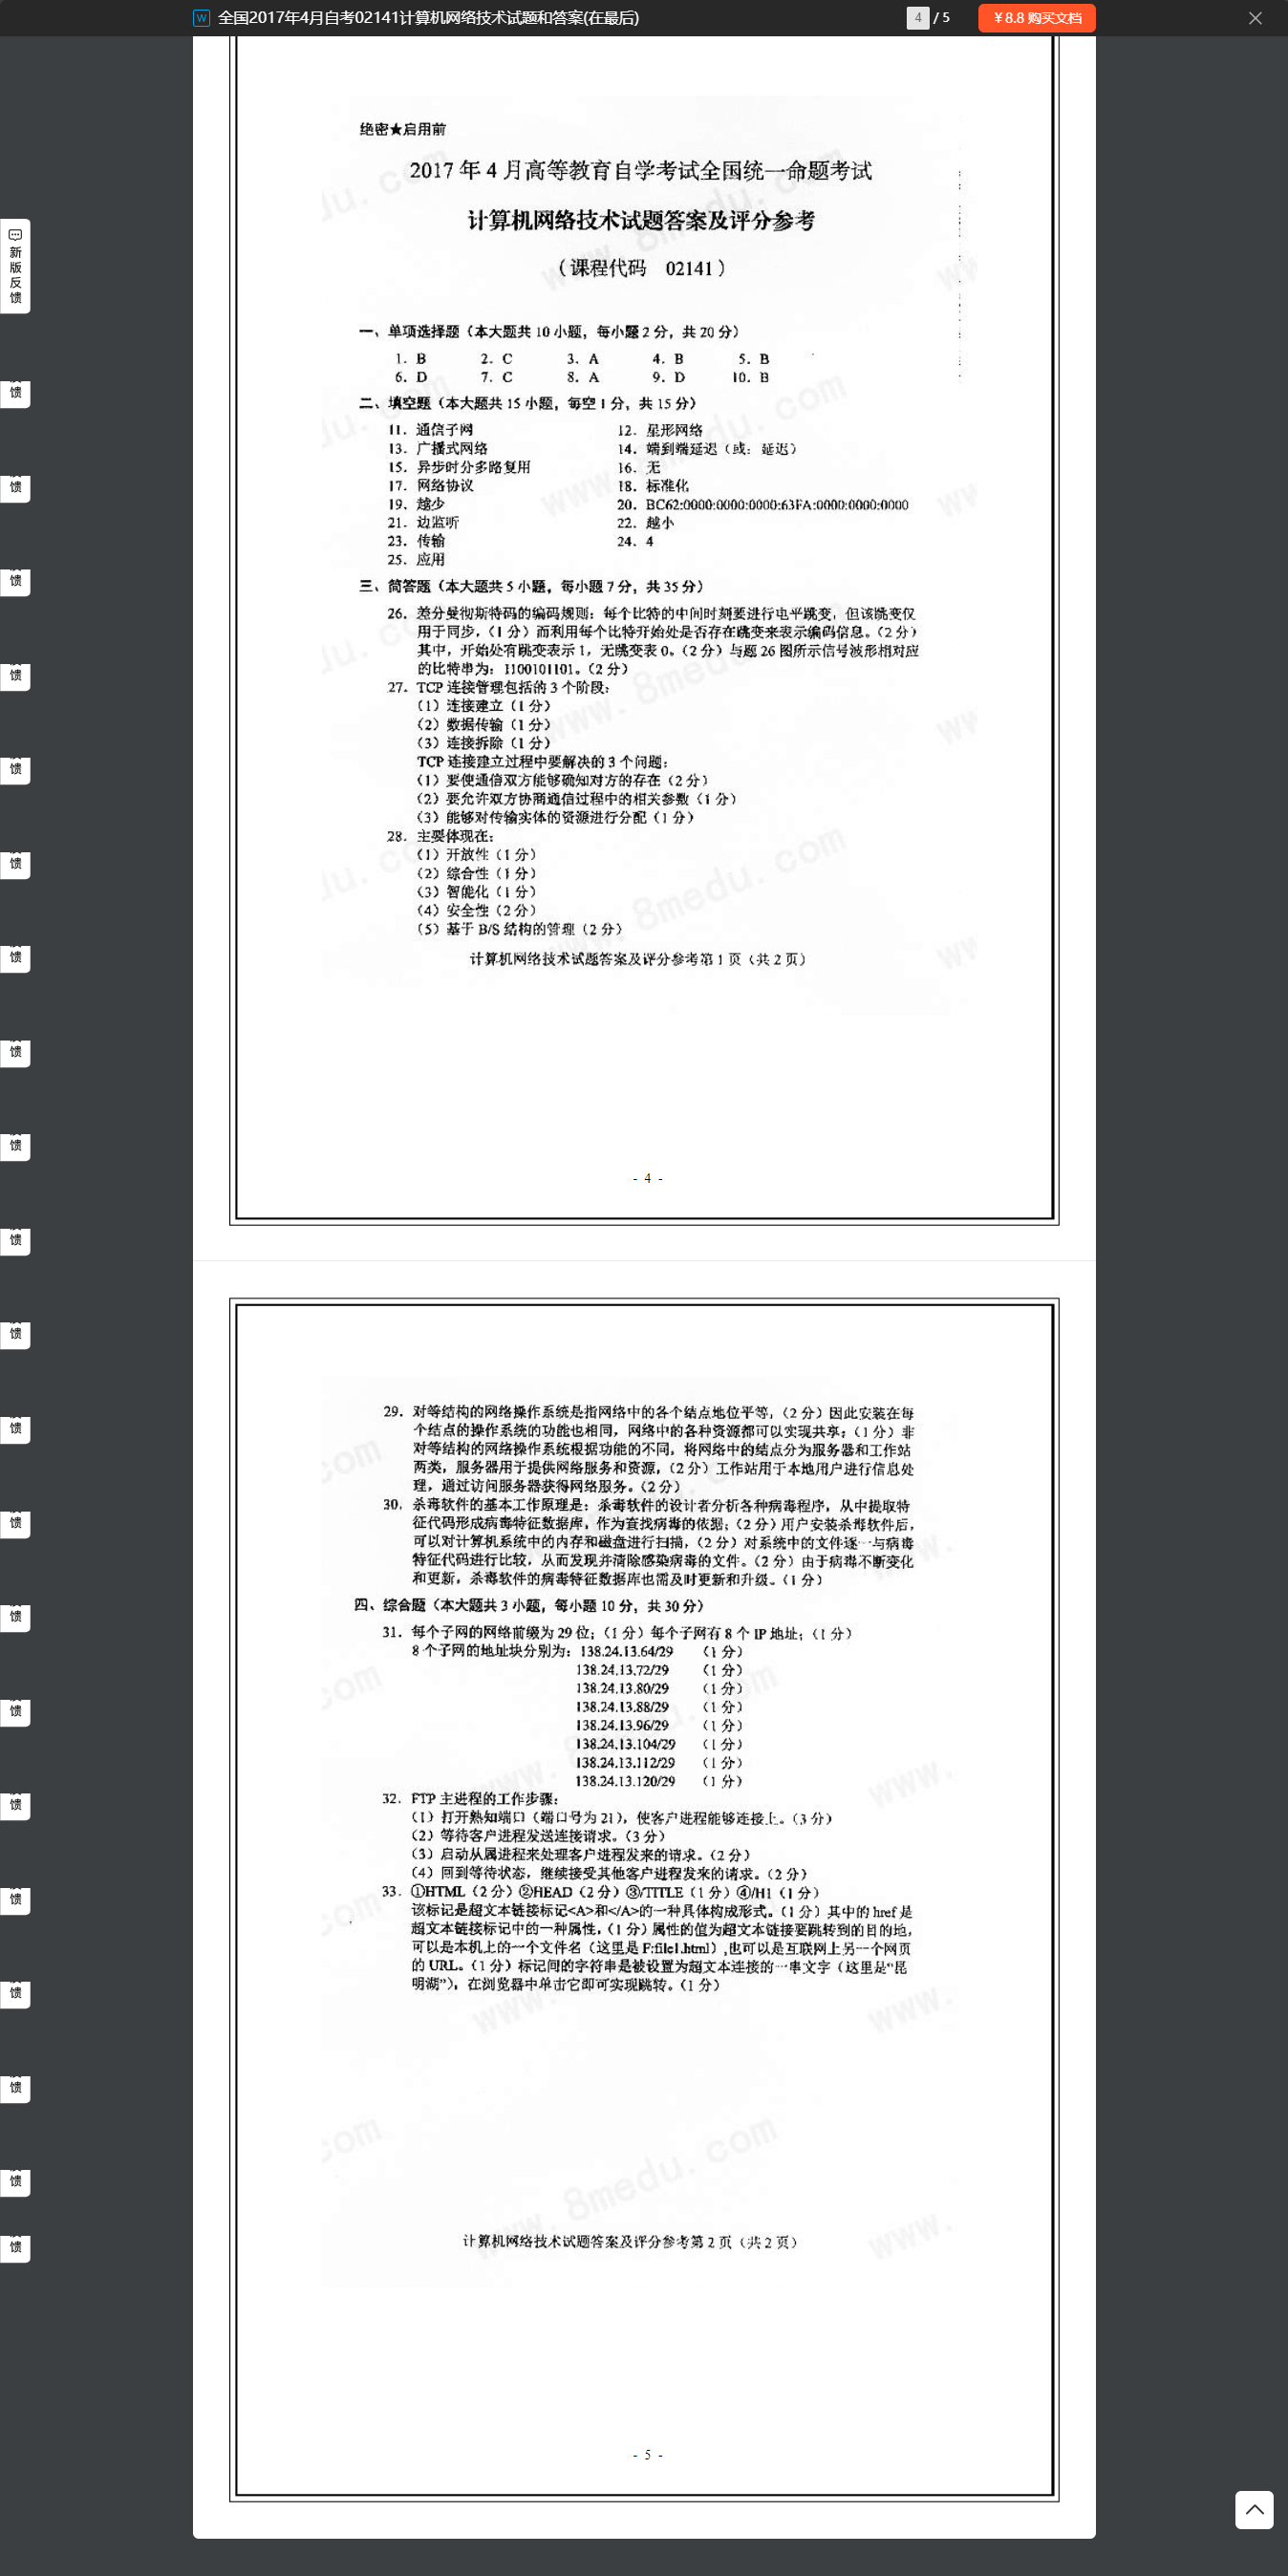 全国2017年4月自考02141计算机网络技术试题和答案(在最后)
4 / 5
¥8.8 购买文档
新版反馈
绝密★启用前
2017 年 4 月高等教育自学考试全国统一命题考试
计算机网络技术试题答案及评分参考
（课程代码 02141）
一、单项选择题（本大题共 10 小题，每小题 2 分，共 20 分）
1．B 2．C 3．A 4．B 5．B
6．D 7．C 8．A 9．D 10．B
二、填空题（本大题共 15 小题，每空 1 分，共 15 分）
11．通信子网 12．星形网络
13．广播式网络 14．端到端延迟（或：延迟）
15．异步时分多路复用 16．无
17．网络协议 18．标准化
19．越少 20．BC62:0000:0000:0000:63FA:0000:0000:0000
21．边监听 22．越小
23．传输 24．4
25．应用
三、简答题（本大题共 5 小题，每小题 7 分，共 35 分）
26．差分曼彻斯特码的编码规则：每个比特的中间时刻要进行电平跳变，但该跳变仅
用于同步，（1 分）而利用每个比特开始处是否存在跳变来表示编码信息。（2 分）
其中，开始处有跳变表示 1，无跳变表 0。（2 分）与题 26 图所示信号波形相对应
的比特串为：1100101101。（2 分）
27．TCP 连接管理包括的 3 个阶段：
（1）连接建立（1 分）
（2）数据传输（1 分）
（3）连接拆除（1 分）
TCP 连接建立过程中要解决的 3 个问题：
（1）要使通信双方能够确知对方的存在（2 分）
（2）要允许双方协商通信过程中的相关参数（1 分）
（3）能够对传输实体的资源进行分配（1 分）
28．主要体现在：
（1）开放性（1 分）
（2）综合性（1 分）
（3）智能化（1 分）
（4）安全性（2 分）
（5）基于 B/S 结构的管理（2 分）
计算机网络技术试题答案及评分参考第 1 页（共 2 页）
- 4 -
29．对等结构的网络操作系统是指网络中的各个结点地位平等，（2 分）因此安装在每
个结点的操作系统的功能也相同，网络中的各种资源都可以实现共享；（1 分）非
对等结构的网络操作系统根据功能的不同，将网络中的结点分为服务器和工作站
两类，服务器用于提供网络服务和资源，（2 分）工作站用于本地用户进行信息处
理，通过访问服务器获得网络服务。（2 分）
30．杀毒软件的基本工作原理是：杀毒软件的设计者分析各种病毒程序，从中提取特
征代码形成病毒特征数据库，作为查找病毒的依据；（2 分）用户安装杀毒软件后，
可以对计算机系统中的内存和磁盘进行扫描，（2 分）对系统中的文件逐一与病毒
特征代码进行比较，从而发现并清除感染病毒的文件。（2 分）由于病毒不断变化
和更新，杀毒软件的病毒特征数据库也需及时更新和升级。（1 分）
四、综合题（本大题共 3 小题，每小题 10 分，共 30 分）
31．每个子网的网络前缀为 29 位；（1 分）每个子网有 8 个 IP 地址；（1 分）
8 个子网的地址块分别为：138.24.13.64/29 （1 分）
138.24.13.72/29 （1 分）
138.24.13.80/29 （1 分）
138.24.13.88/29 （1 分）
138.24.13.96/29 （1 分）
138.24.13.104/29 （1 分）
138.24.13.112/29 （1 分）
138.24.13.120/29 （1 分）
32．FTP 主进程的工作步骤：
（1）打开熟知端口（端口号为 21），使客户进程能够连接上。（3 分）
（2）等待客户进程发送连接请求。（3 分）
（3）启动从属进程来处理客户进程发来的请求。（2 分）
（4）回到等待状态，继续接受其他客户进程发来的请求。（2 分）
33．①HTML（2 分）②HEAD（2 分）③/TITLE（1 分）④/H1（1 分）
该标记是超文本链接标记<A>和</A>的一种具体构成形式。（1 分）其中的 href 是
超文本链接标记中的一种属性，（1 分）属性的值为超文本链接要跳转到的目的地，
可以是本机上的一个文件名（这里是 F:file1.html）,也可以是互联网上另一个网页
的 URL。（1 分）标记间的字符串是被设置为超文本连接的一串文字（这里是“昆
明湖”），在浏览器中单击它即可实现跳转。（1 分）
计算机网络技术试题答案及评分参考第 2 页（共 2 页）
- 5 -